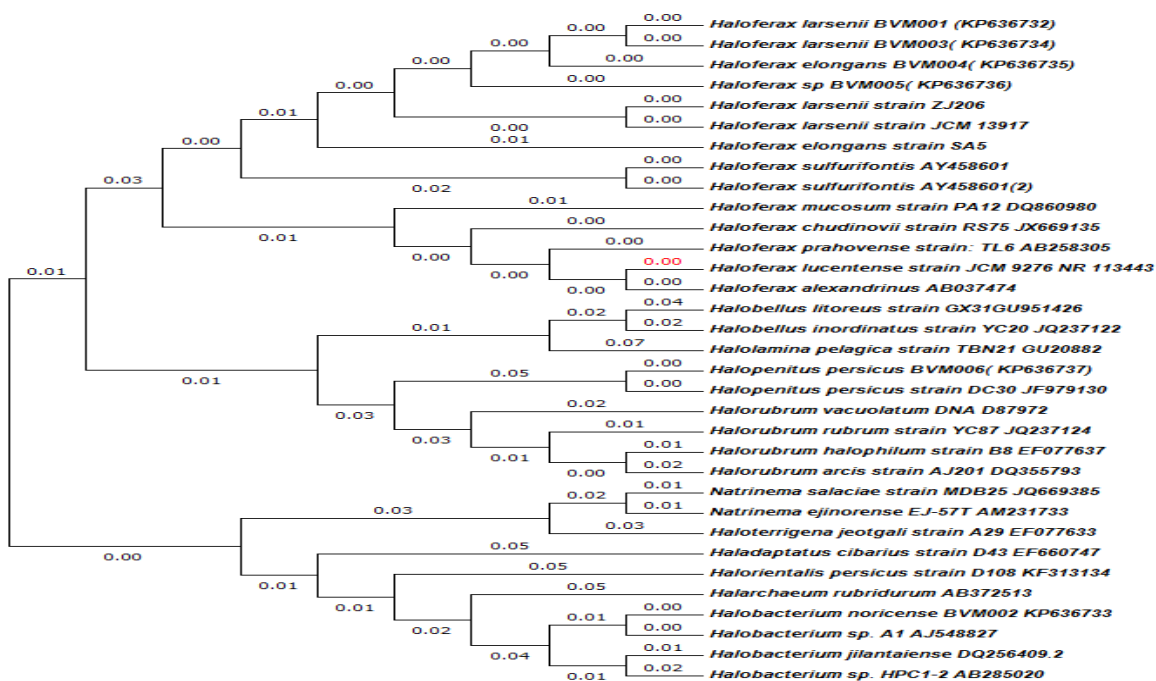 0.00
Haloferax larsenii BVM001 (KP636732)
0.00
0.00
Haloferax larsenii BVM003( KP636734)
0.00
0.00
Haloferax elongans BVM004( KP636735)
0.00
0.00
Haloferax sp BVM005( KP636736)
0.00
0.00
Haloferax larsenii strain ZJ206
0.01
0.00
0.00
Haloferax larsenii strain JCM 13917
0.01
Haloferax elongans strain SA5
0.00
0.00
Haloferax sulfurifontis AY458601
0.03
0.02
0.00
Haloferax sulfurifontis AY458601(2)
0.01
Haloferax mucosum strain PA12 DQ860980
0.01
0.00
Haloferax chudinovii strain RS75 JX669135
0.00
0.00
Haloferax prahovense strain: TL6 AB258305
0.01
0.00
0.00
Haloferax lucentense strain JCM 9276 NR 113443
0.00
0.00
Haloferax alexandrinus AB037474
0.04
Halobellus litoreus strain GX31GU951426
0.02
0.01
0.02
Halobellus inordinatus strain YC20 JQ237122
0.07
Halolamina pelagica strain TBN21 GU20882
0.01
0.05
0.00
Halopenitus persicus BVM006( KP636737)
0.00
Halopenitus persicus strain DC30 JF979130
0.03
0.02
Halorubrum vacuolatum DNA D87972
0.03
0.01
Halorubrum rubrum strain YC87 JQ237124
0.01
0.01
Halorubrum halophilum strain B8 EF077637
0.00
0.02
Halorubrum arcis strain AJ201 DQ355793
0.01
Natrinema salaciae strain MDB25 JQ669385
0.02
0.03
0.01
Natrinema ejinorense EJ-57T AM231733
0.03
Haloterrigena jeotgali strain A29 EF077633
0.00
0.05
Haladaptatus cibarius strain D43 EF660747
0.01
0.05
Halorientalis persicus strain D108 KF313134
0.01
0.05
Halarchaeum rubridurum AB372513
0.02
0.01
0.00
Halobacterium noricense BVM002 KP636733
0.00
Halobacterium sp. A1 AJ548827
0.04
0.01
Halobacterium jilantaiense DQ256409.2
0.01
0.02
Halobacterium sp. HPC1-2 AB285020